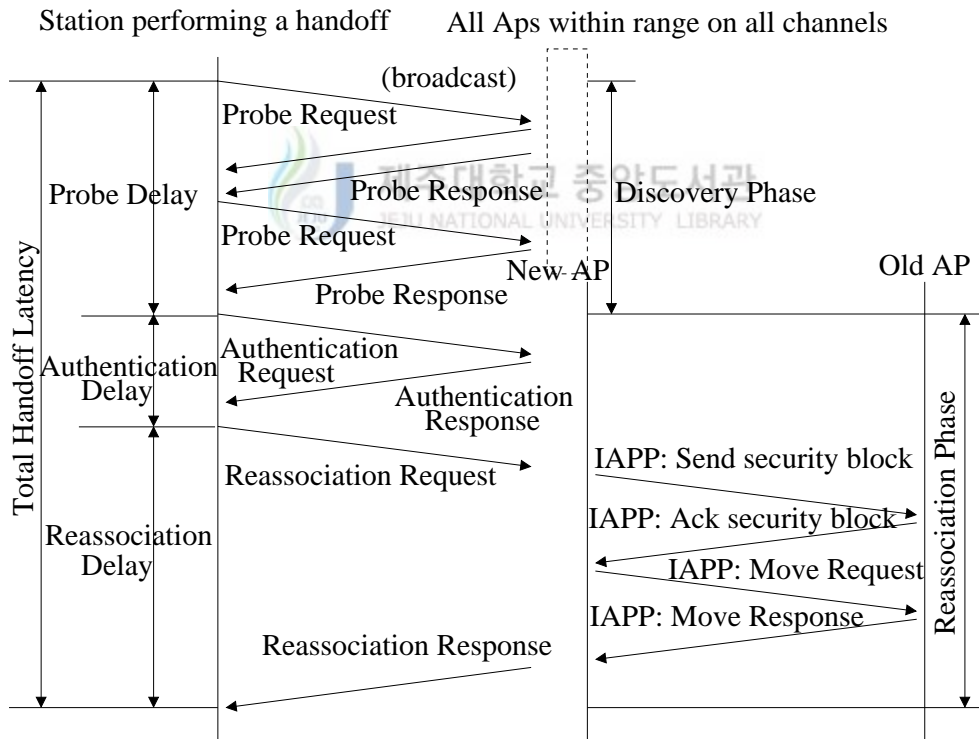 Station performing a handoff
All Aps within range on all channels
(broadcast)
Probe Request
제주대학교 중앙도서관
JEJU NATIONAL UNIVERSITY LIBRARY
Probe Delay
Probe Response
Discovery Phase
Probe Request
New AP
Old AP
Probe Response
Total Handoff Latency
Authentication
Delay
Authentication
Request
Authentication
Response
Reassociation Request
IAPP: Send security block
IAPP: Ack security block
Reassociation
Delay
IAPP: Move Request
IAPP: Move Response
Reassociation Phase
Reassociation Response